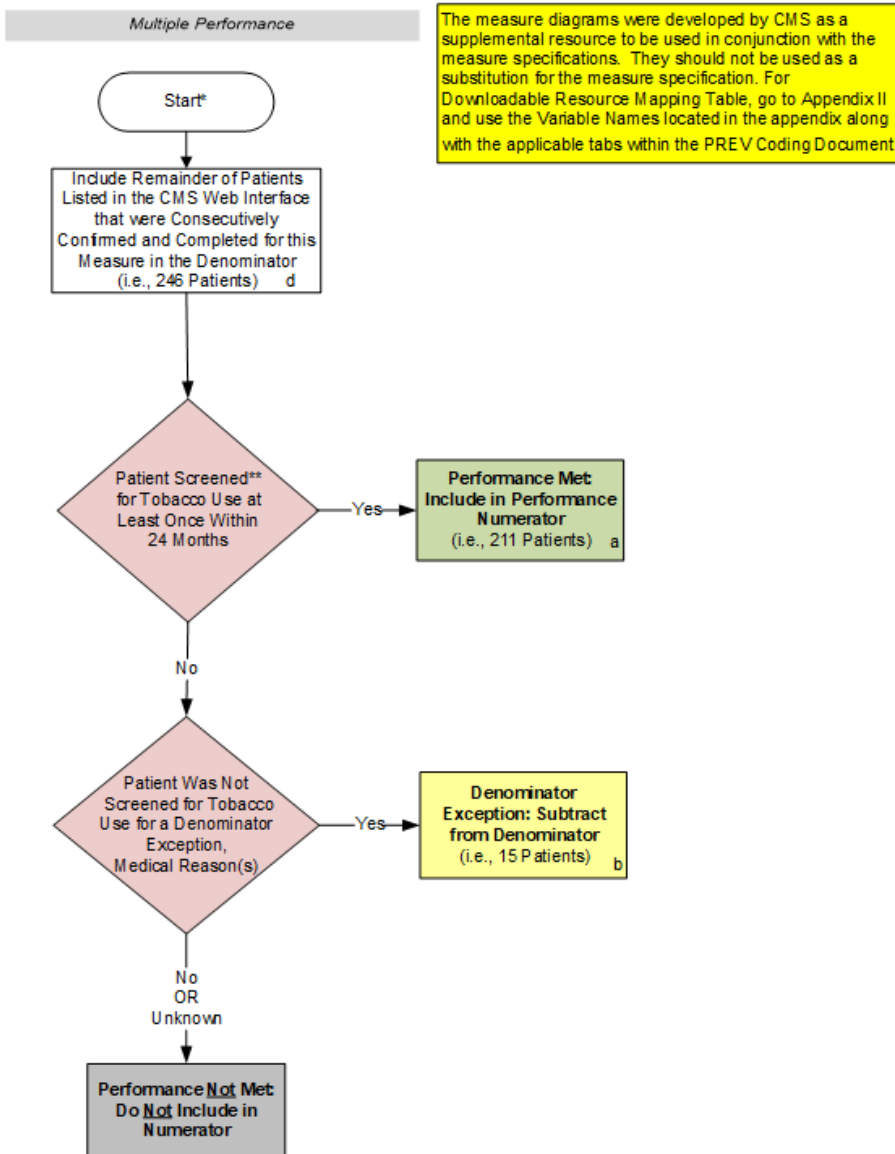 Multiple Performance
The measure diagrams were developed by CMS as a
supplemental resource to be used in conjunction with the
measure specifications. They should not be used as a
substitution for the measure specification. For
Downloadable Resource Mapping Table, go to Appendix II
and use the Variable Names located in the appendix along
with the applicable tabs within the PREV Coding Document
Start*
Include Remainder of Patients
Listed in the CMS Web Interface
that were Consecutively
Confirmed and Completed for this
Measure in the Denominator
(i.e., 246 Patients) d
Patient Screened**
for Tobacco Use at
Least Once Within
24 Months
Yes
Performance Met:
Include in Performance
Numerator
(i.e., 211 Patients) a
No
Patient Was Not
Screened for Tobacco
Use for a Denominator
Exception,
Medical Reason(s)
Yes
Denominator
Exception: Subtract
from Denominator
(i.e., 15 Patients) b
No
OR
Unknown
Performance Not Met:
Do Not Include in
Numerator